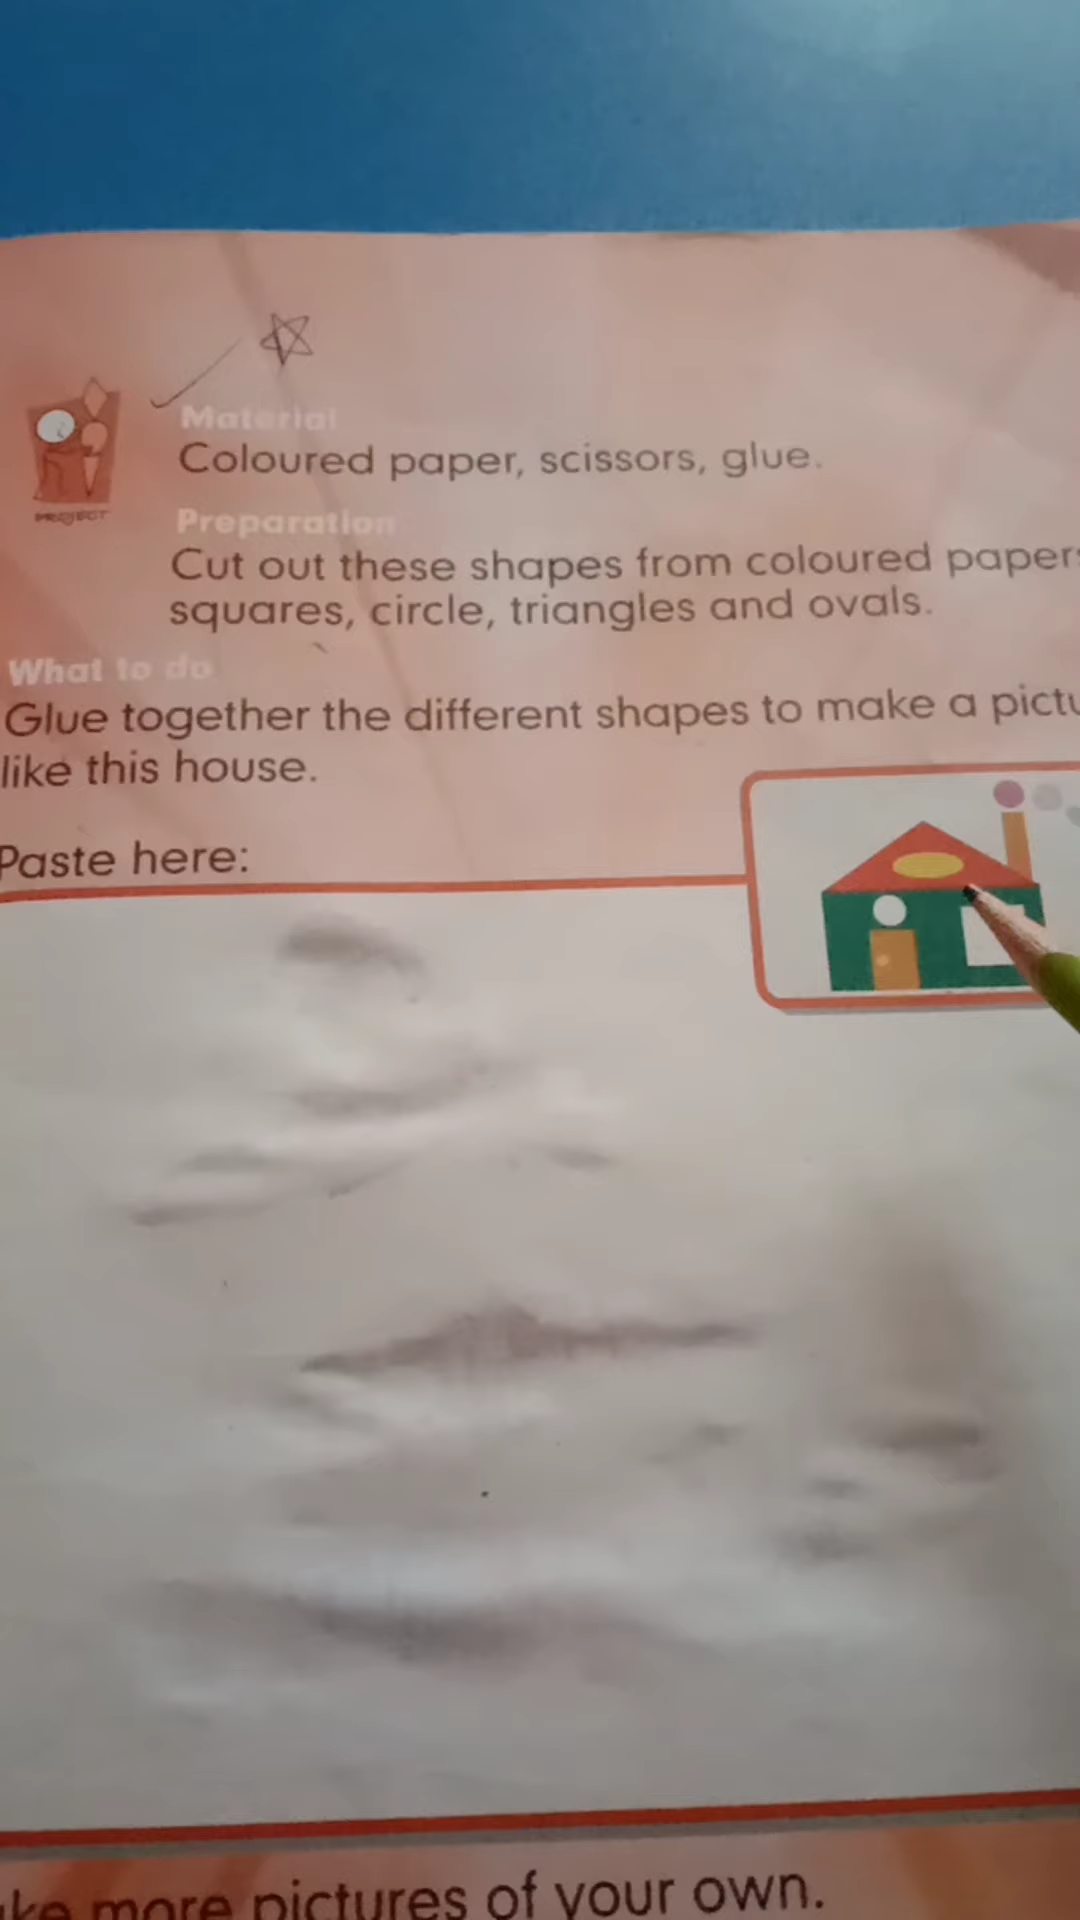 Material
Coloured paper, scissors, glue.
PROJECT
Preparation
Cut out these shapes from coloured paper
squares, circle, triangles and ovals.
What to do
Glue together the different shapes to make a pictu
like this house.
Paste here:
ke more pictures of your own.